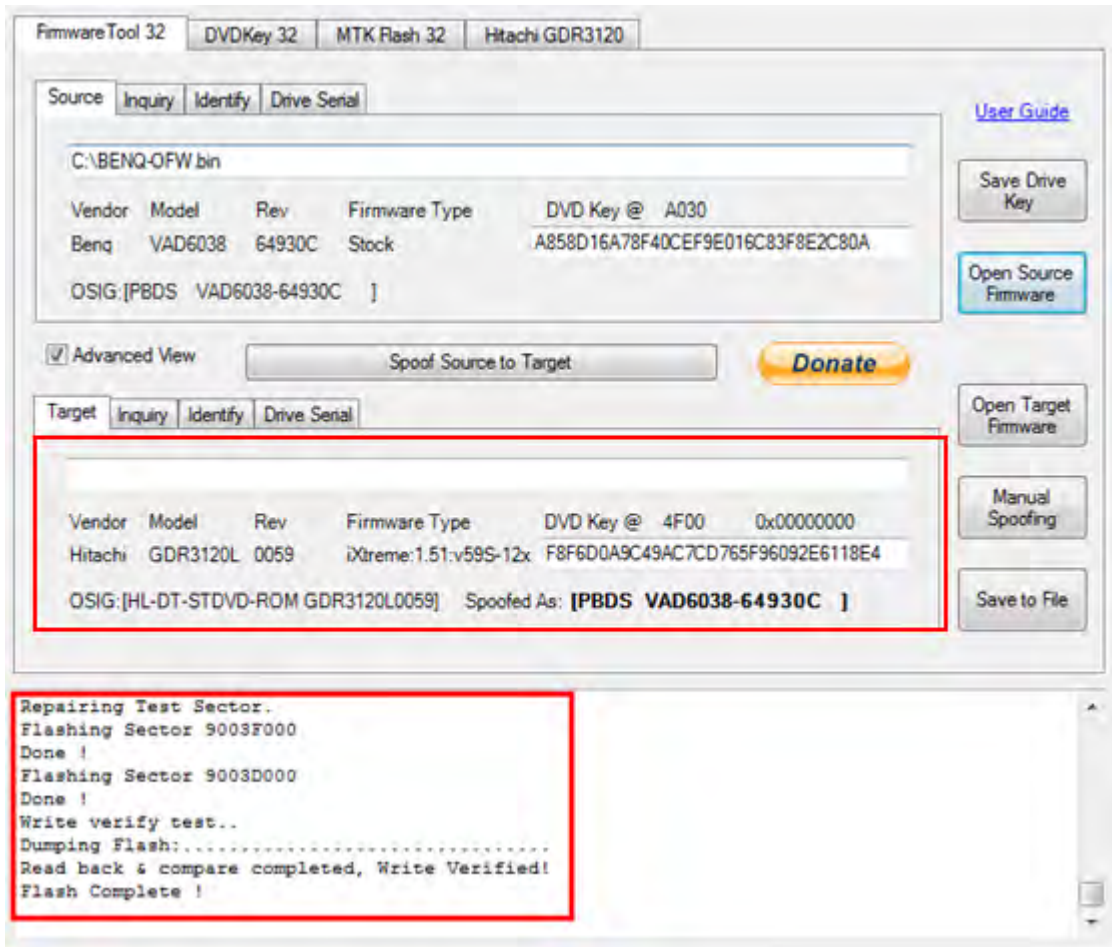 FirmwareTool 32 DVDKey 32 MTK Flash 32 Hitachi GDR3120
Source Inquiry Identify Drive Serial
User Guide
C:\BENQ-OFW.bin
Save Drive Key
Vendor Model Rev Firmware Type DVD Key @ A030
Benq VAD6038 64930C Stock A858D16A78F40CEF9E016C83F8E2C80A
Open Source Firmware
OSIG:[PBDS VAD6038-64930C ]
Advanced View Spoof Source to Target Donate
Target Inquiry Identify Drive Serial
Open Target Firmware
Manual Spoofing
Vendor Model Rev Firmware Type DVD Key @ 4F00 0x00000000
Hitachi GDR3120L 0059 iXtreme:1.51:v59S-12x F8F6D0A9C49AC7CD765F96092E6118E4
OSIG:[HL-DT-STDVD-ROM GDR3120L0059] Spoofed As: [PBDS VAD6038-64930C ]
Save to File
Repairing Test Sector.
Flashing Sector 9003F000
Done !
Flashing Sector 9003D000
Done !
Write verify test..
Dumping Flash:................................
Read back & compare completed, Write Verified!
Flash Complete !